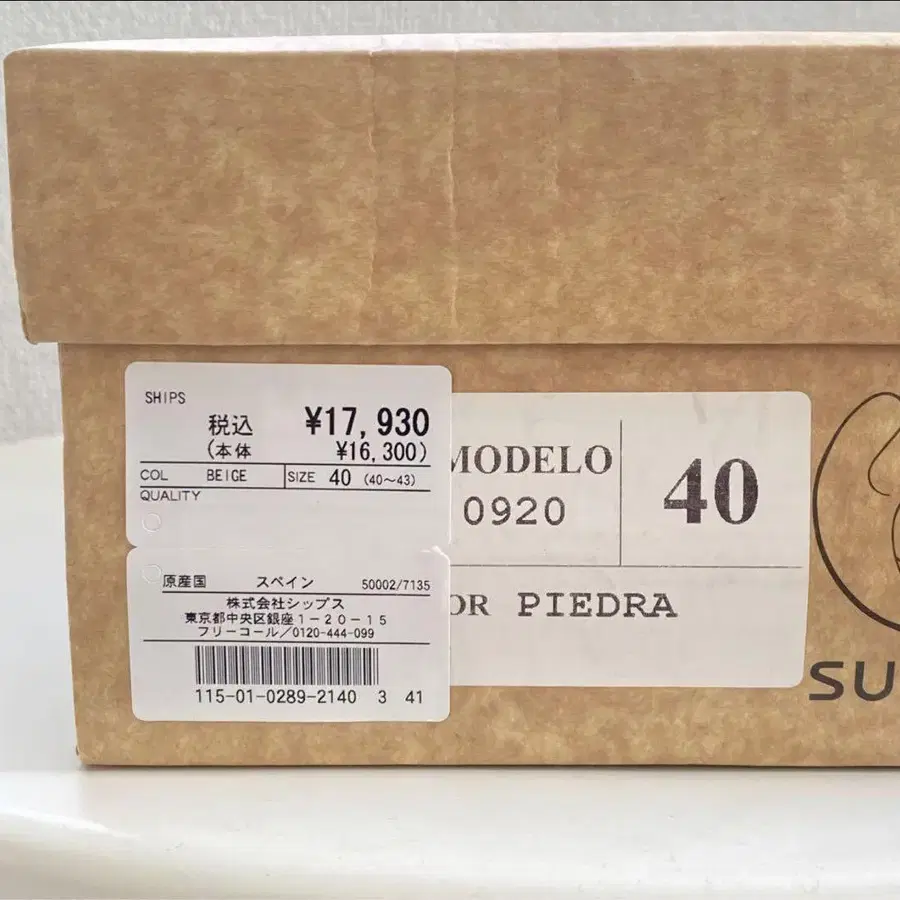 SHIPS
税込 ¥17,930
(本体 ¥16,300)
COL BEIGE SIZE 40 (40~43)
QUALITY
原産国 スペイン 50002/7135
株式会社シップス
東京都中央区銀座1-20-15
フリーコール/0120-444-099
115-01-0289-2140 3 41
MODELO
0920
40
OR PIEDRA
SU